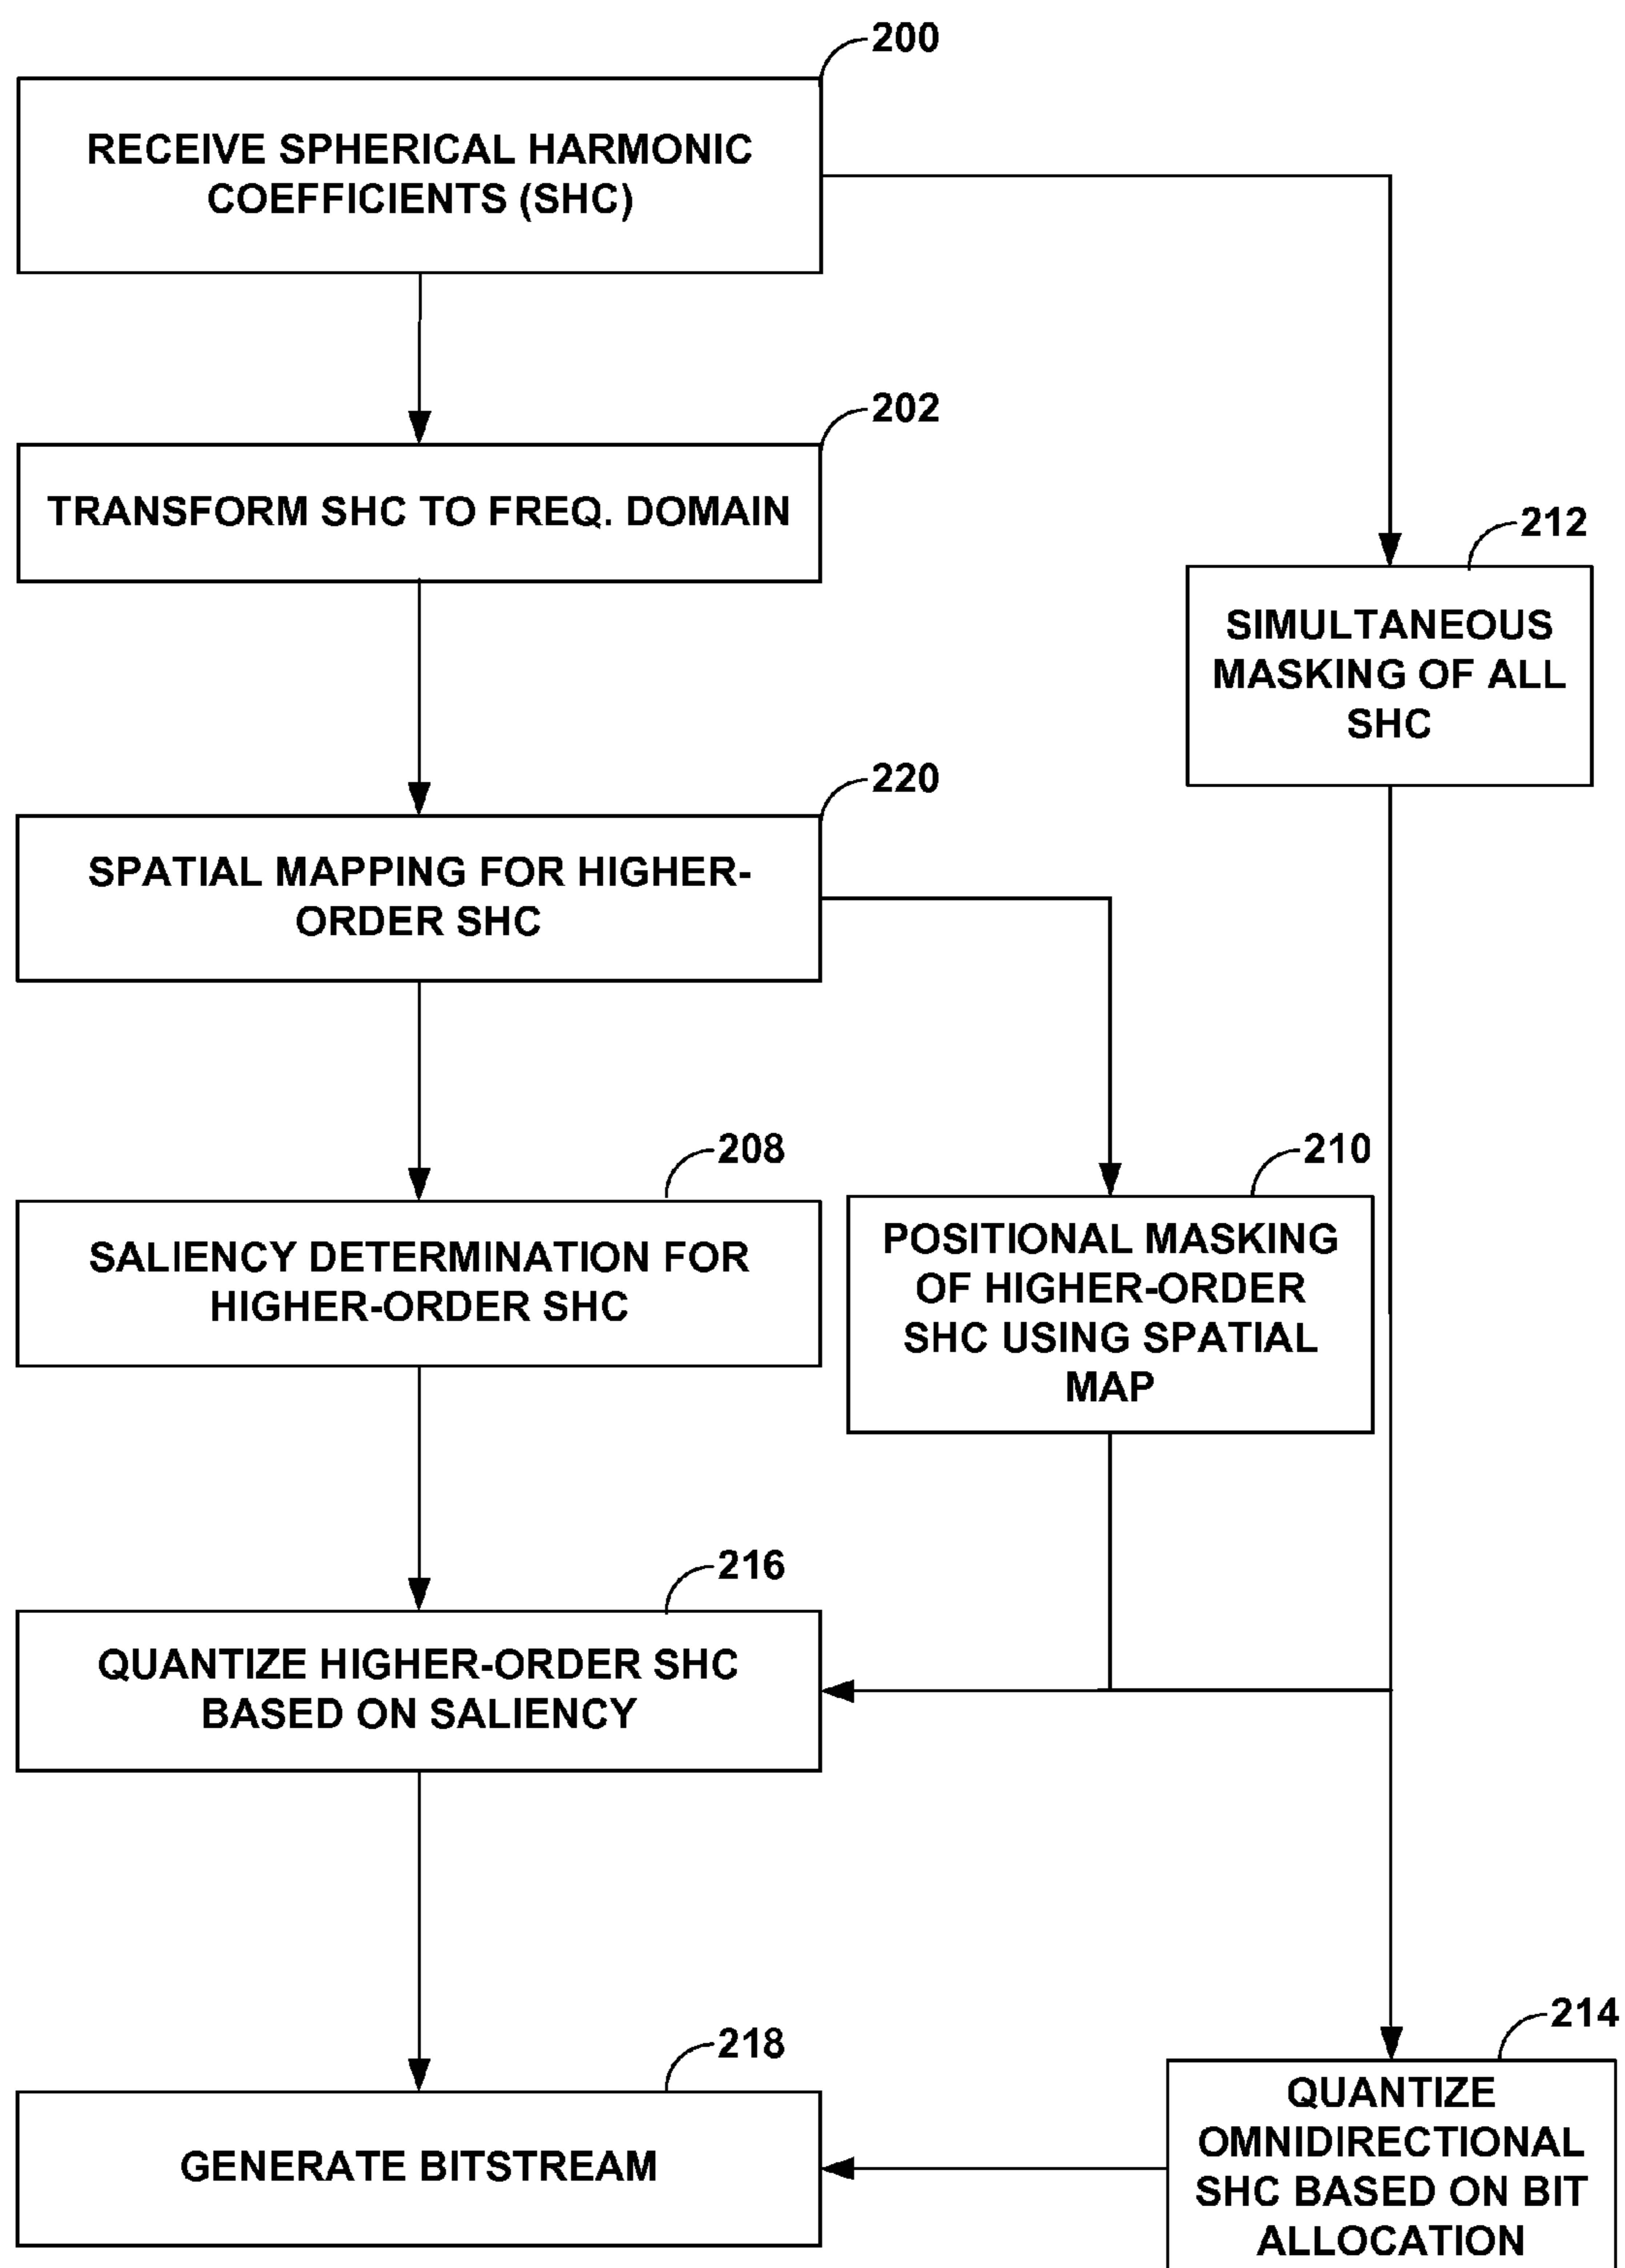 200
RECEIVE SPHERICAL HARMONIC
COEFFICIENTS (SHC)
202
TRANSFORM SHC TO FREQ. DOMAIN
212
SIMULTANEOUS
MASKING OF ALL
SHC
220
SPATIAL MAPPING FOR HIGHER-
ORDER SHC
208
SALIENCY DETERMINATION FOR
HIGHER-ORDER SHC
210
POSITIONAL MASKING
OF HIGHER-ORDER
SHC USING SPATIAL
MAP
216
QUANTIZE HIGHER-ORDER SHC
BASED ON SALIENCY
218
GENERATE BITSTREAM
214
QUANTIZE
OMNIDIRECTIONAL
SHC BASED ON BIT
ALLOCATION